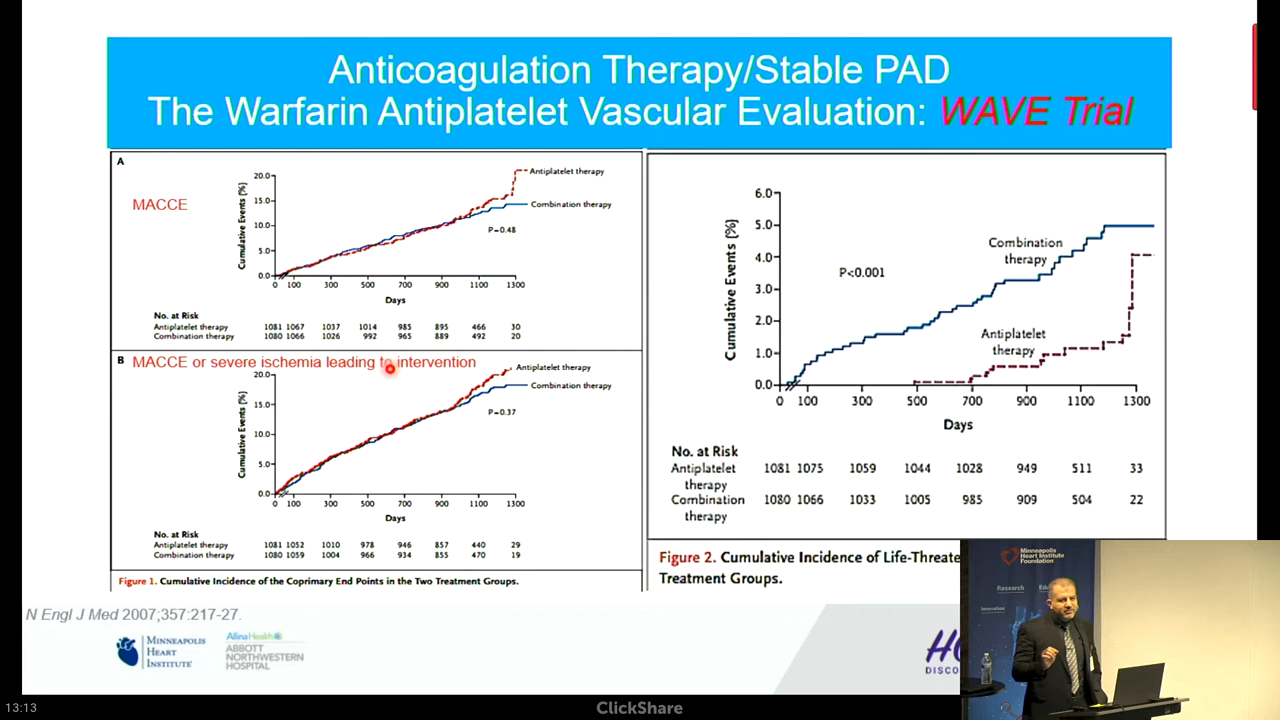 Anticoagulation Therapy/Stable PAD
The Warfarin Antiplatelet Vascular Evaluation: WAVE Trial
A
MACCE
Cumulative Events (%)
20.0
15.0
10.0
5.0
0.0
Antiplatelet therapy
Combination therapy
P=0.48
0 100 300 500 700 900 1100 1300
Days
No. at Risk
Antiplatelet therapy 1081 1067 1037 1014 985 895 466 30
Combination therapy 1080 1066 1026 992 965 889 492 20
B
MACCE or severe ischemia leading to intervention
Cumulative Events (%)
20.0
15.0
10.0
5.0
0.0
Antiplatelet therapy
Combination therapy
P=0.37
0 100 300 500 700 900 1100 1300
Days
No. at Risk
Antiplatelet therapy 1081 1052 1010 978 946 857 440 29
Combination therapy 1080 1059 1004 966 934 855 470 19
Figure 1. Cumulative Incidence of the Coprimary End Points in the Two Treatment Groups.
Cumulative Events (%)
6.0
5.0
4.0
3.0
2.0
1.0
0.0
Combination
therapy
P<0.001
Antiplatelet
therapy
0 100 300 500 700 900 1100 1300
Days
No. at Risk
Antiplatelet 1081 1075 1059 1044 1028 949 511 33
therapy
Combination 1080 1066 1033 1005 985 909 504 22
therapy
Figure 2. Cumulative Incidence of Life-Threate
Treatment Groups.
N Engl J Med 2007;357:217-27.
MINNEAPOLIS
HEART
INSTITUTE
Allina Health
ABBOTT
NORTHWESTERN
HOSPITAL
DISCO
Minneapolis
Heart Institute
Foundation
Research
Innovation
13:13
ClickShare